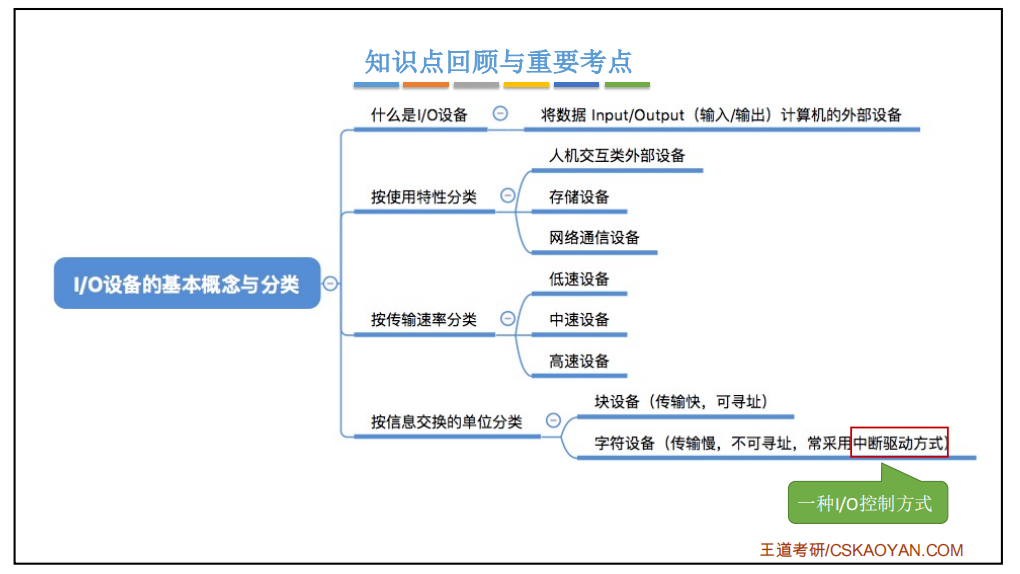 知识点回顾与重要考点
什么是I/O设备
将数据 Input/Output（输入/输出）计算机的外部设备
人机交互类外部设备
按使用特性分类
存储设备
网络通信设备
I/O设备的基本概念与分类
低速设备
按传输速率分类
中速设备
高速设备
块设备（传输快，可寻址）
按信息交换的单位分类
字符设备（传输慢，不可寻址，常采用中断驱动方式）
一种I/O控制方式
王道考研/CSKAOYAN.COM